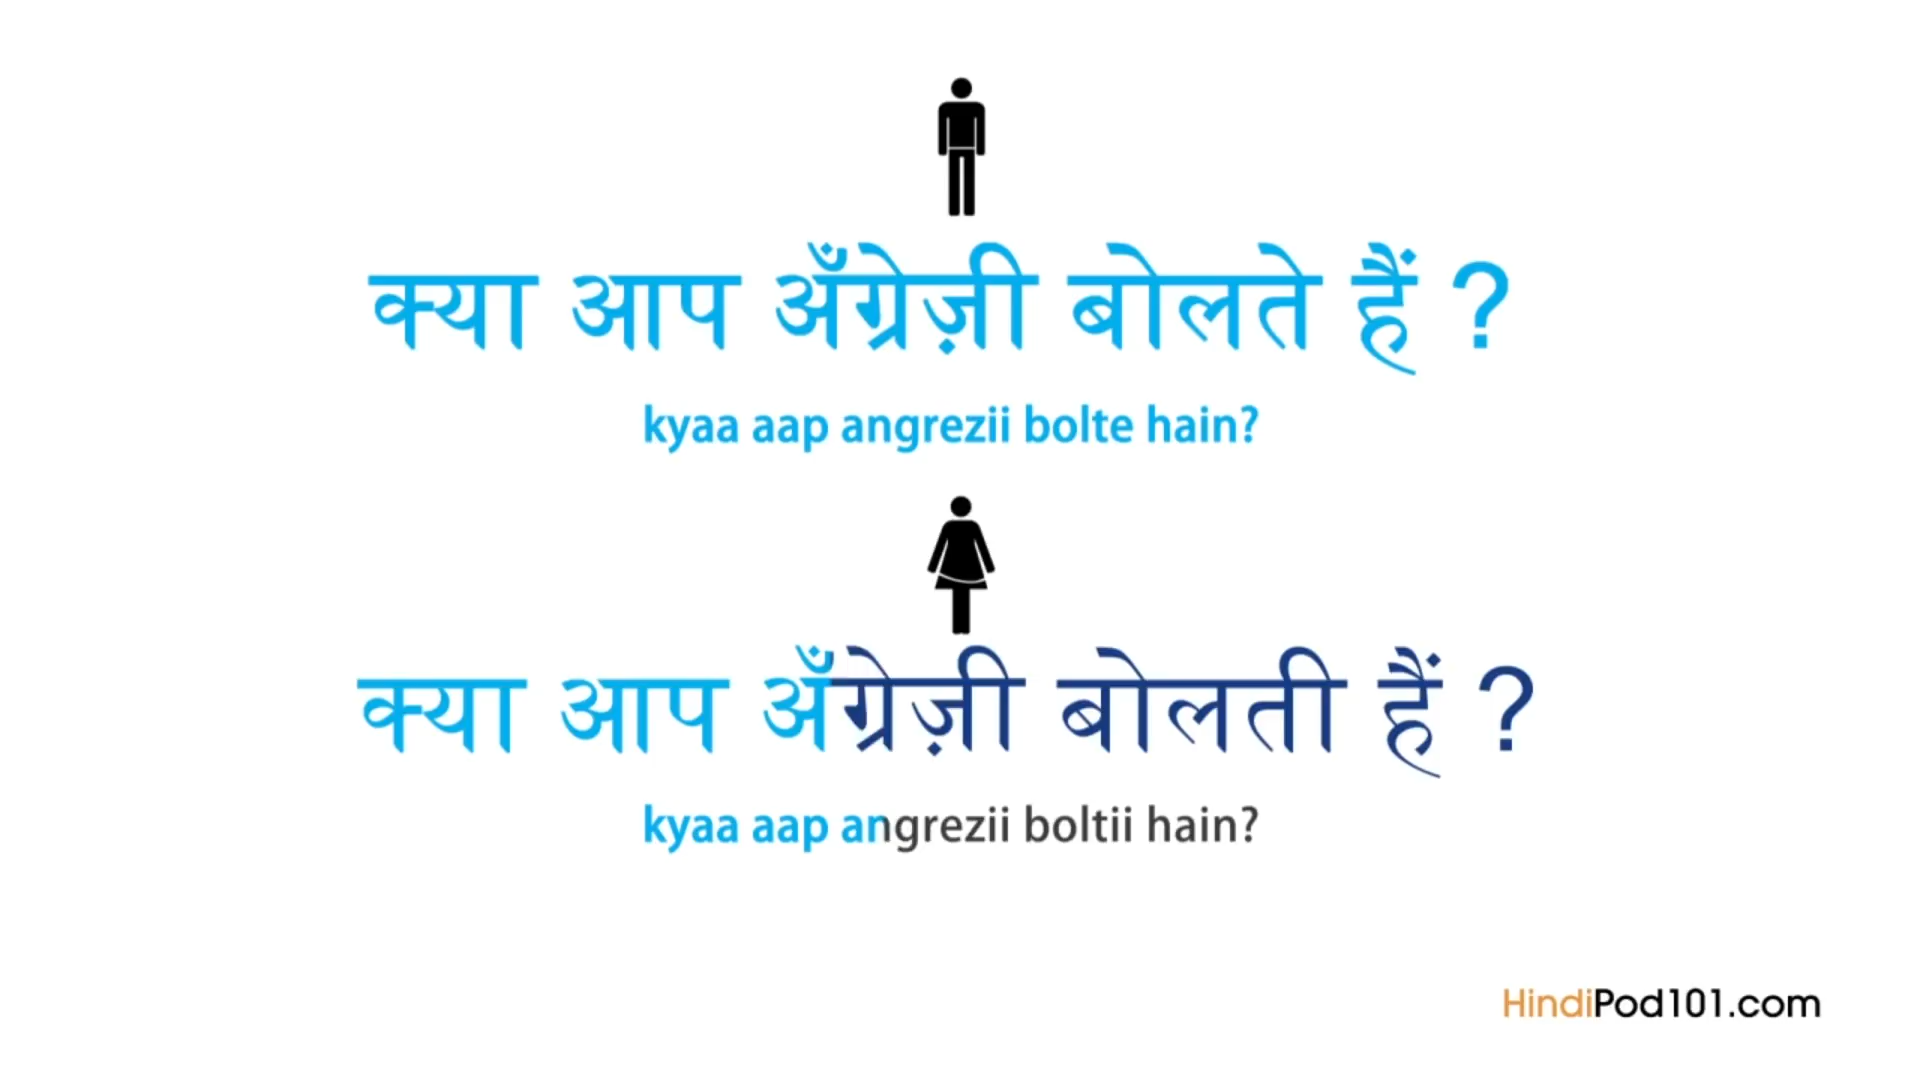 क्या आप अँग्रेज़ी बोलते हैं ?
kyaa aap angrezii bolte hain?
क्या आप अँग्रेज़ी बोलती हैं ?
kyaa aap angrezii boltii hain?
HindiPod101.com